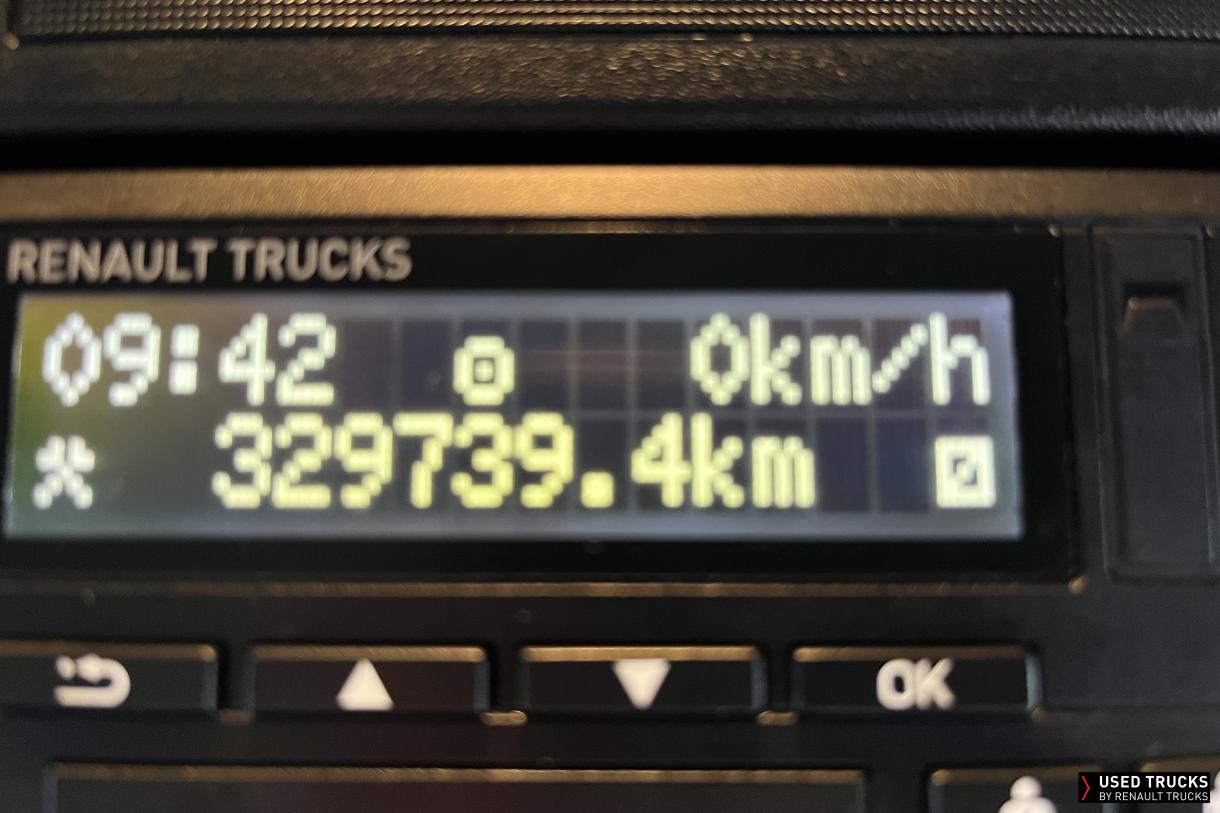 RENAULT TRUCKS
09:42 0km/h
329739.4km
OK
USED TRUCKS
BY RENAULT TRUCKS